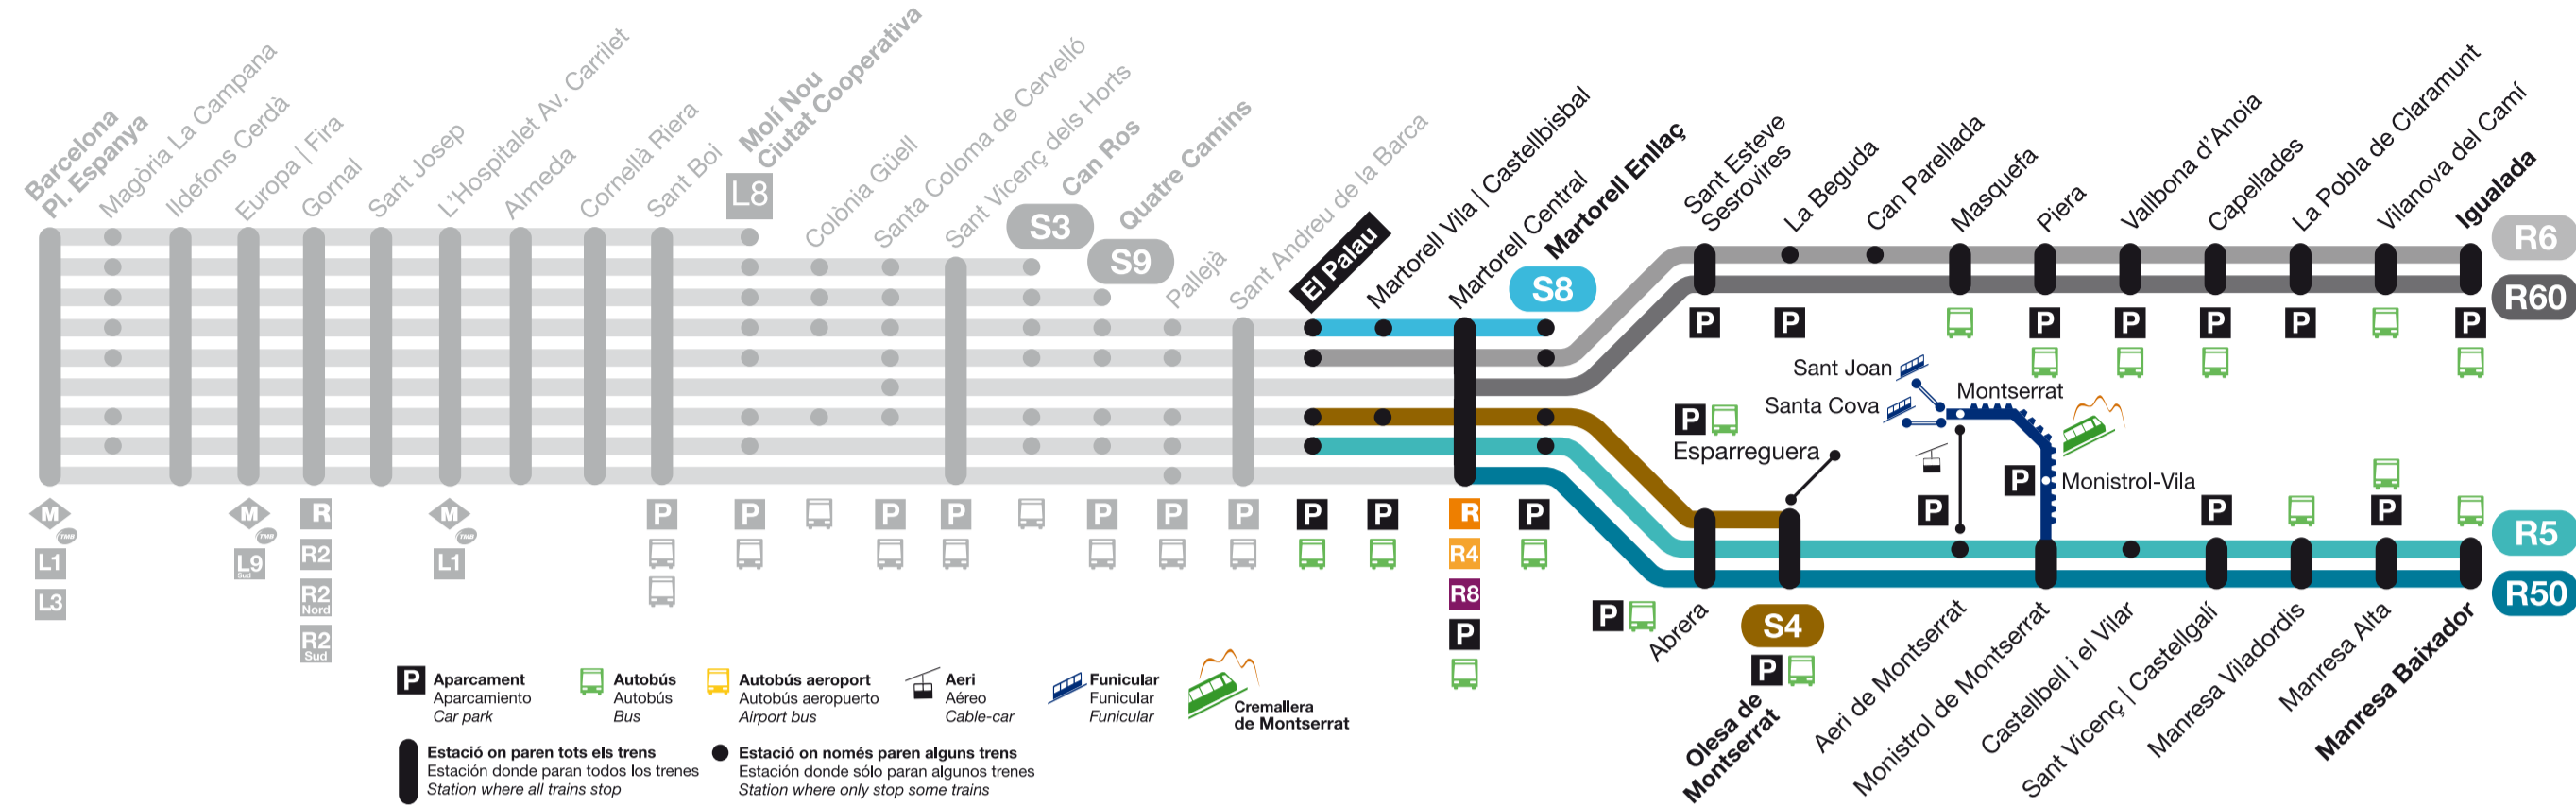 Barcelona
Pl. Espanya
Magòria La Campana
Ildefons Cerdà
Europa | Fira
Gornal
Sant Josep
L'Hospitalet Av. Carrilet
Almeda
Cornellà Riera
Sant Boi
Molí Nou
Ciutat Cooperativa
L8
Colònia Güell
Santa Coloma de Cervelló
Sant Vicenç dels Horts
Can Ros
S3
Quatre Camins
S9
Pallejà
Sant Andreu de la Barca
El Palau
Martorell Vila | Castellbisbal
Martorell Central
Martorell Enllaç
S8
Sant Esteve
Sesrovires
La Beguda
Can Parellada
Masquefa
Piera
Vallbona d'Anoia
Capellades
La Pobla de Claramunt
Vilanova del Camí
Igualada
R6
R60
P
P
P
P
P
P
P
Sant Joan
Santa Cova
Montserrat
P
Esparreguera
P
P
Monistrol-Vila
P
P
R5
R50
M
TMB
L1
L3
M
TMB
L9
Sud
R
R2
R2
Nord
R2
Sud
M
TMB
L1
P
P
P
P
P
P
P
P
P
R
R4
R8
P
P
P
Abrera
S4
P
Olesa de
Montserrat
Aeri de Montserrat
Monistrol de Montserrat
Castellbell i el Vilar
Sant Vicenç | Castellgalí
Manresa Viladordis
Manresa Alta
Manresa Baixador
P
Aparcament
Aparcamiento
Car park
Autobús
Autobús
Bus
Autobús aeroport
Autobús aeropuerto
Airport bus
Aeri
Aéreo
Cable-car
Funicular
Funicular
Funicular
Cremallera
de Montserrat
Estació on paren tots els trens
Estación donde paran todos los trenes
Station where all trains stop
Estació on només paren alguns trens
Estación donde sólo paran algunos trenes
Station where only stop some trains